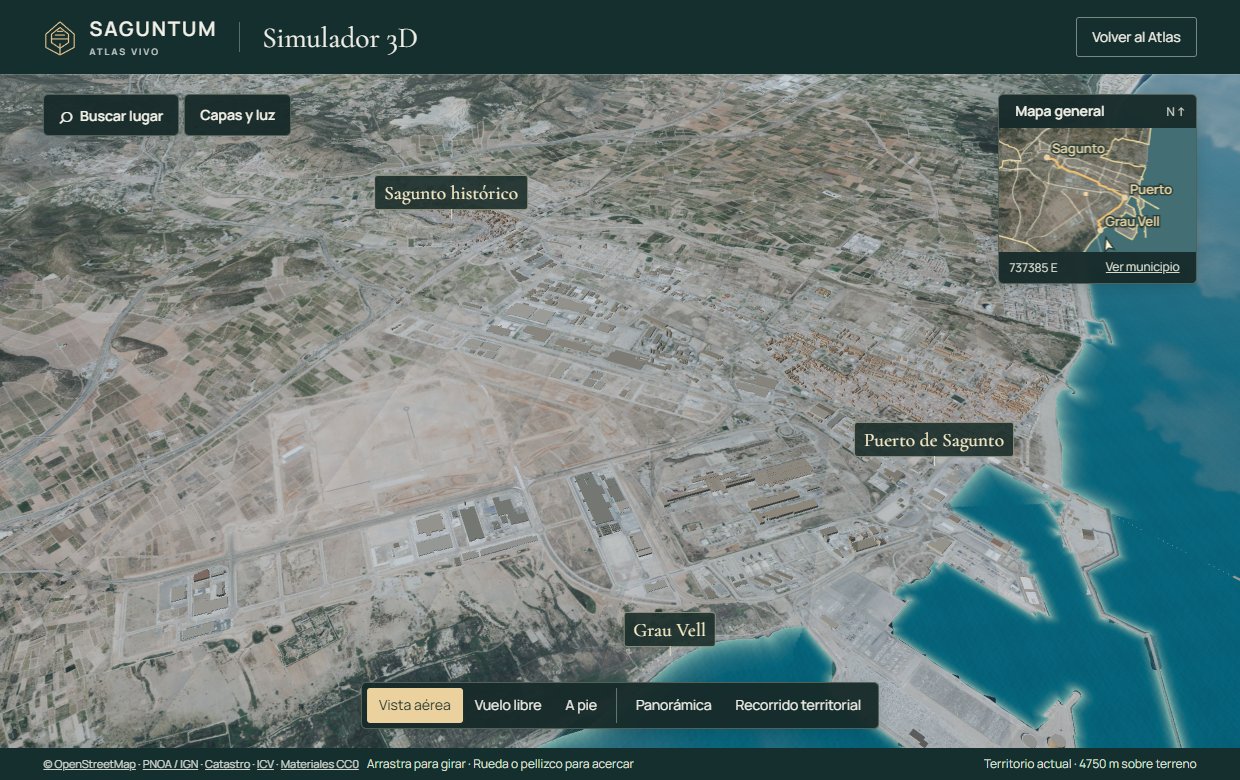 SAGUNTUM
ATLAS VIVO
Simulador 3D
Volver al Atlas
Buscar lugar
Capas y luz
Mapa general
N ↑
Sagunto
Puerto
Grau Vell
737385 E
Ver municipio
Sagunto histórico
Puerto de Sagunto
Grau Vell
Vista aérea
Vuelo libre
A pie
Panorámica
Recorrido territorial
© OpenStreetMap · PNOA / IGN · Catastro · ICV · Materiales CC0 Arrastra para girar · Rueda o pellizco para acercar
Territorio actual · 4750 m sobre terreno